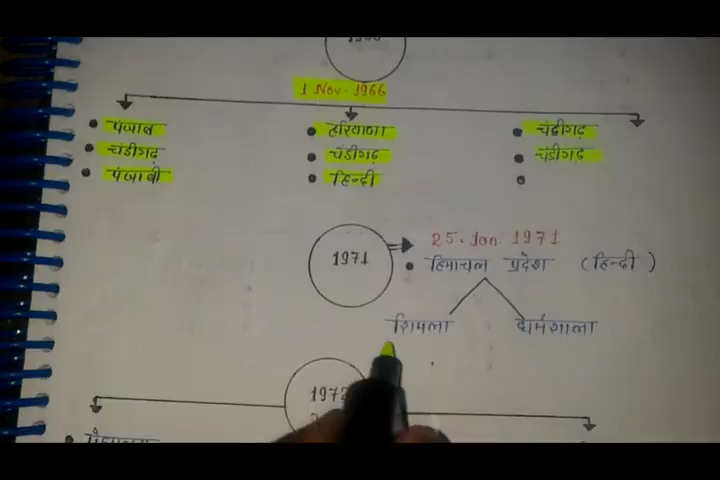 1 Nov. 1966
पंजाब हरियाणा चंडीगढ़
चंडीगढ़ चंडीगढ़ चंडीगढ़
पंजाबी हिन्दी
1971 25. Jan. 1971
हिमाचल प्रदेश (हिन्दी)
शिमला धर्मशाला